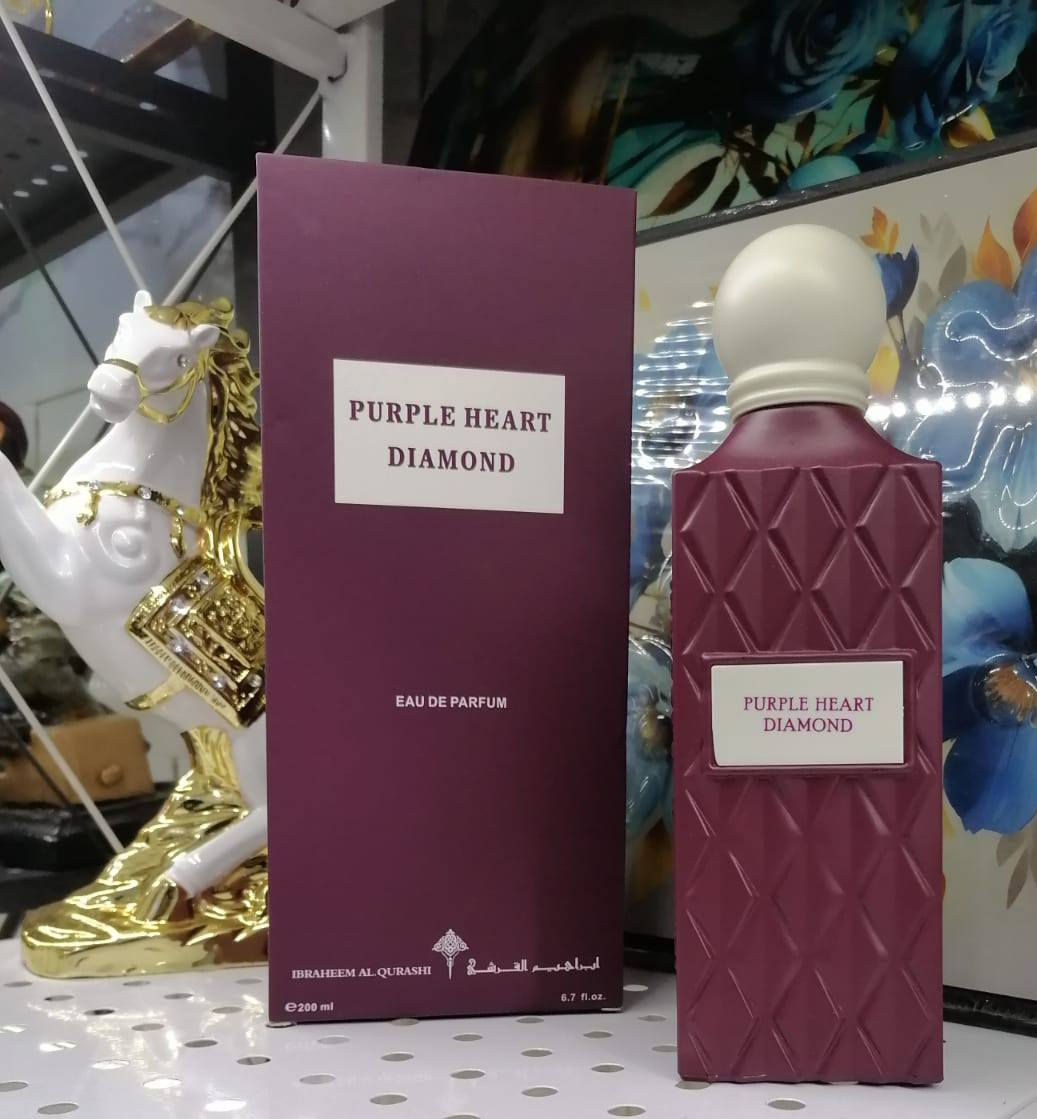 PURPLE HEART
DIAMOND
EAU DE PARFUM
IBRAHEEM AL.QURASHI
ابراهيم القرشي
℮200 ml
6.7 fl.oz.
PURPLE HEART
DIAMOND